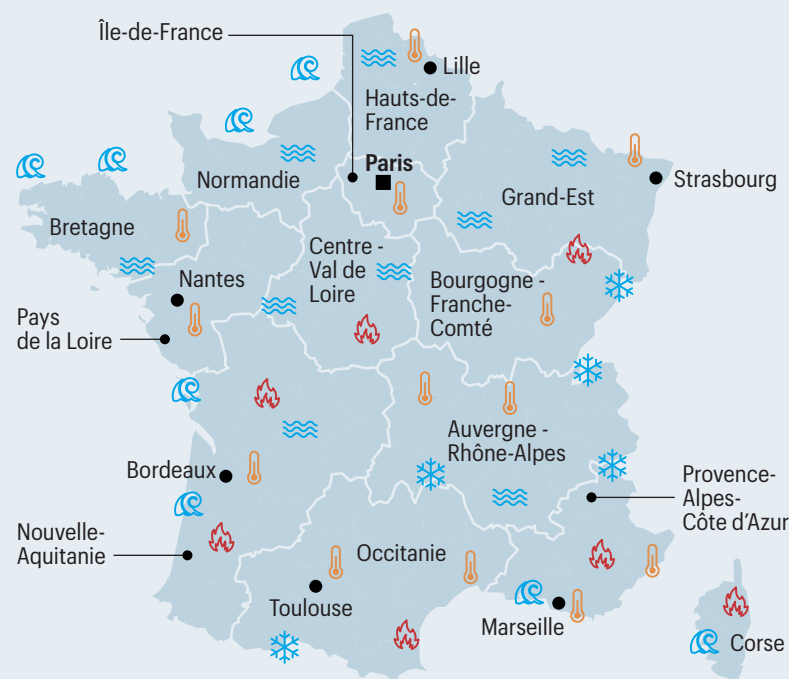 Île-de-France
Lille
Hauts-de-
France
Paris
Normandie
Grand-Est
Strasbourg
Bretagne
Centre -
Val de
Loire
Bourgogne -
Franche-
Comté
Nantes
Pays
de la Loire
Auvergne -
Rhône-Alpes
Bordeaux
Provence-
Alpes-
Côte d'Azur
Nouvelle-
Aquitanie
Occitanie
Toulouse
Marseille
Corse